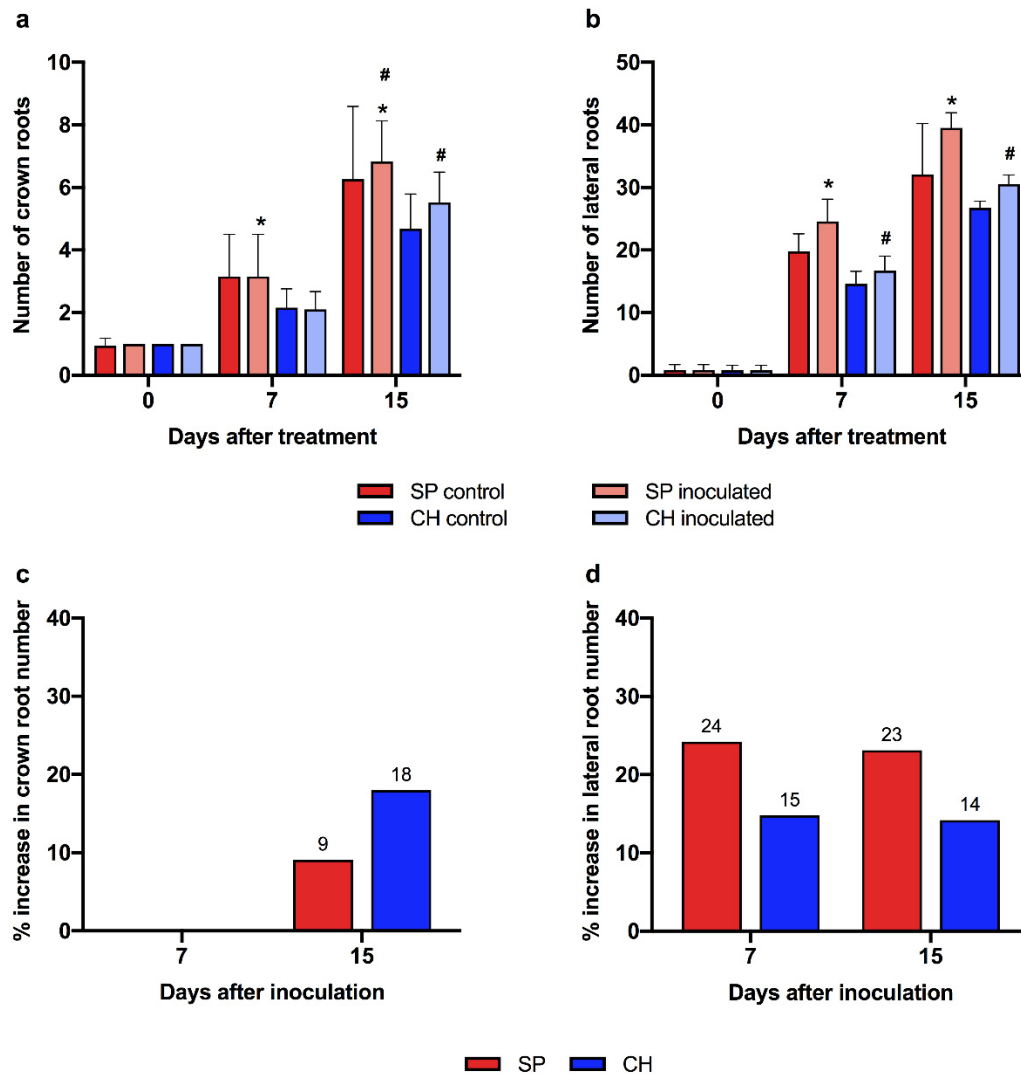 a
Number of crown roots
10
8
6
4
2
0
*
#
*
#
0 7 15
Days after treatment
b
Number of lateral roots
50
40
30
20
10
0
*
#
*
#
0 7 15
Days after treatment
SP control
SP inoculated
CH control
CH inoculated
c
% increase in crown root number
40
30
20
10
0
9
18
7 15
Days after inoculation
d
% increase in lateral root number
40
30
20
10
0
24
15
23
14
7 15
Days after inoculation
SP CH